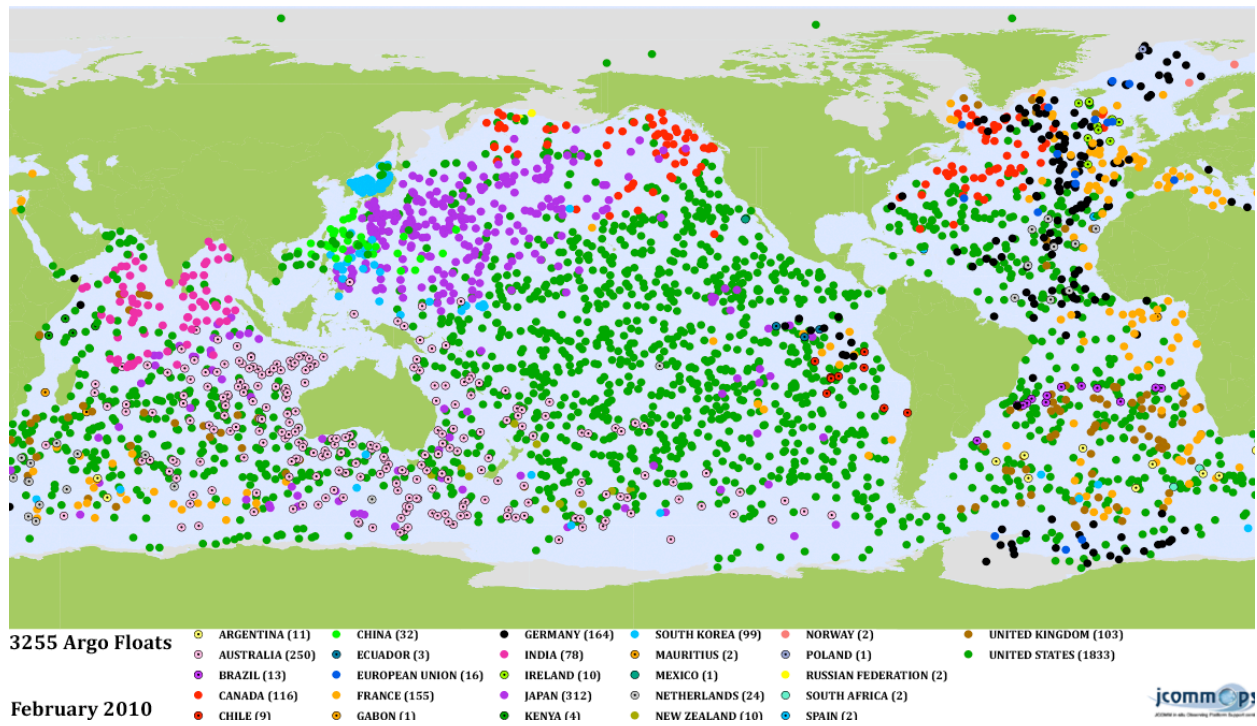 3255 Argo Floats
February 2010
ARGENTINA (11)
AUSTRALIA (250)
BRAZIL (13)
CANADA (116)
CHILE (9)
CHINA (32)
ECUADOR (3)
EUROPEAN UNION (16)
FRANCE (155)
GABON (1)
GERMANY (164)
INDIA (78)
IRELAND (10)
JAPAN (312)
KENYA (4)
SOUTH KOREA (99)
MAURITIUS (2)
MEXICO (1)
NETHERLANDS (24)
NEW ZEALAND (10)
NORWAY (2)
POLAND (1)
RUSSIAN FEDERATION (2)
SOUTH AFRICA (2)
SPAIN (2)
UNITED KINGDOM (103)
UNITED STATES (1833)
jcommops